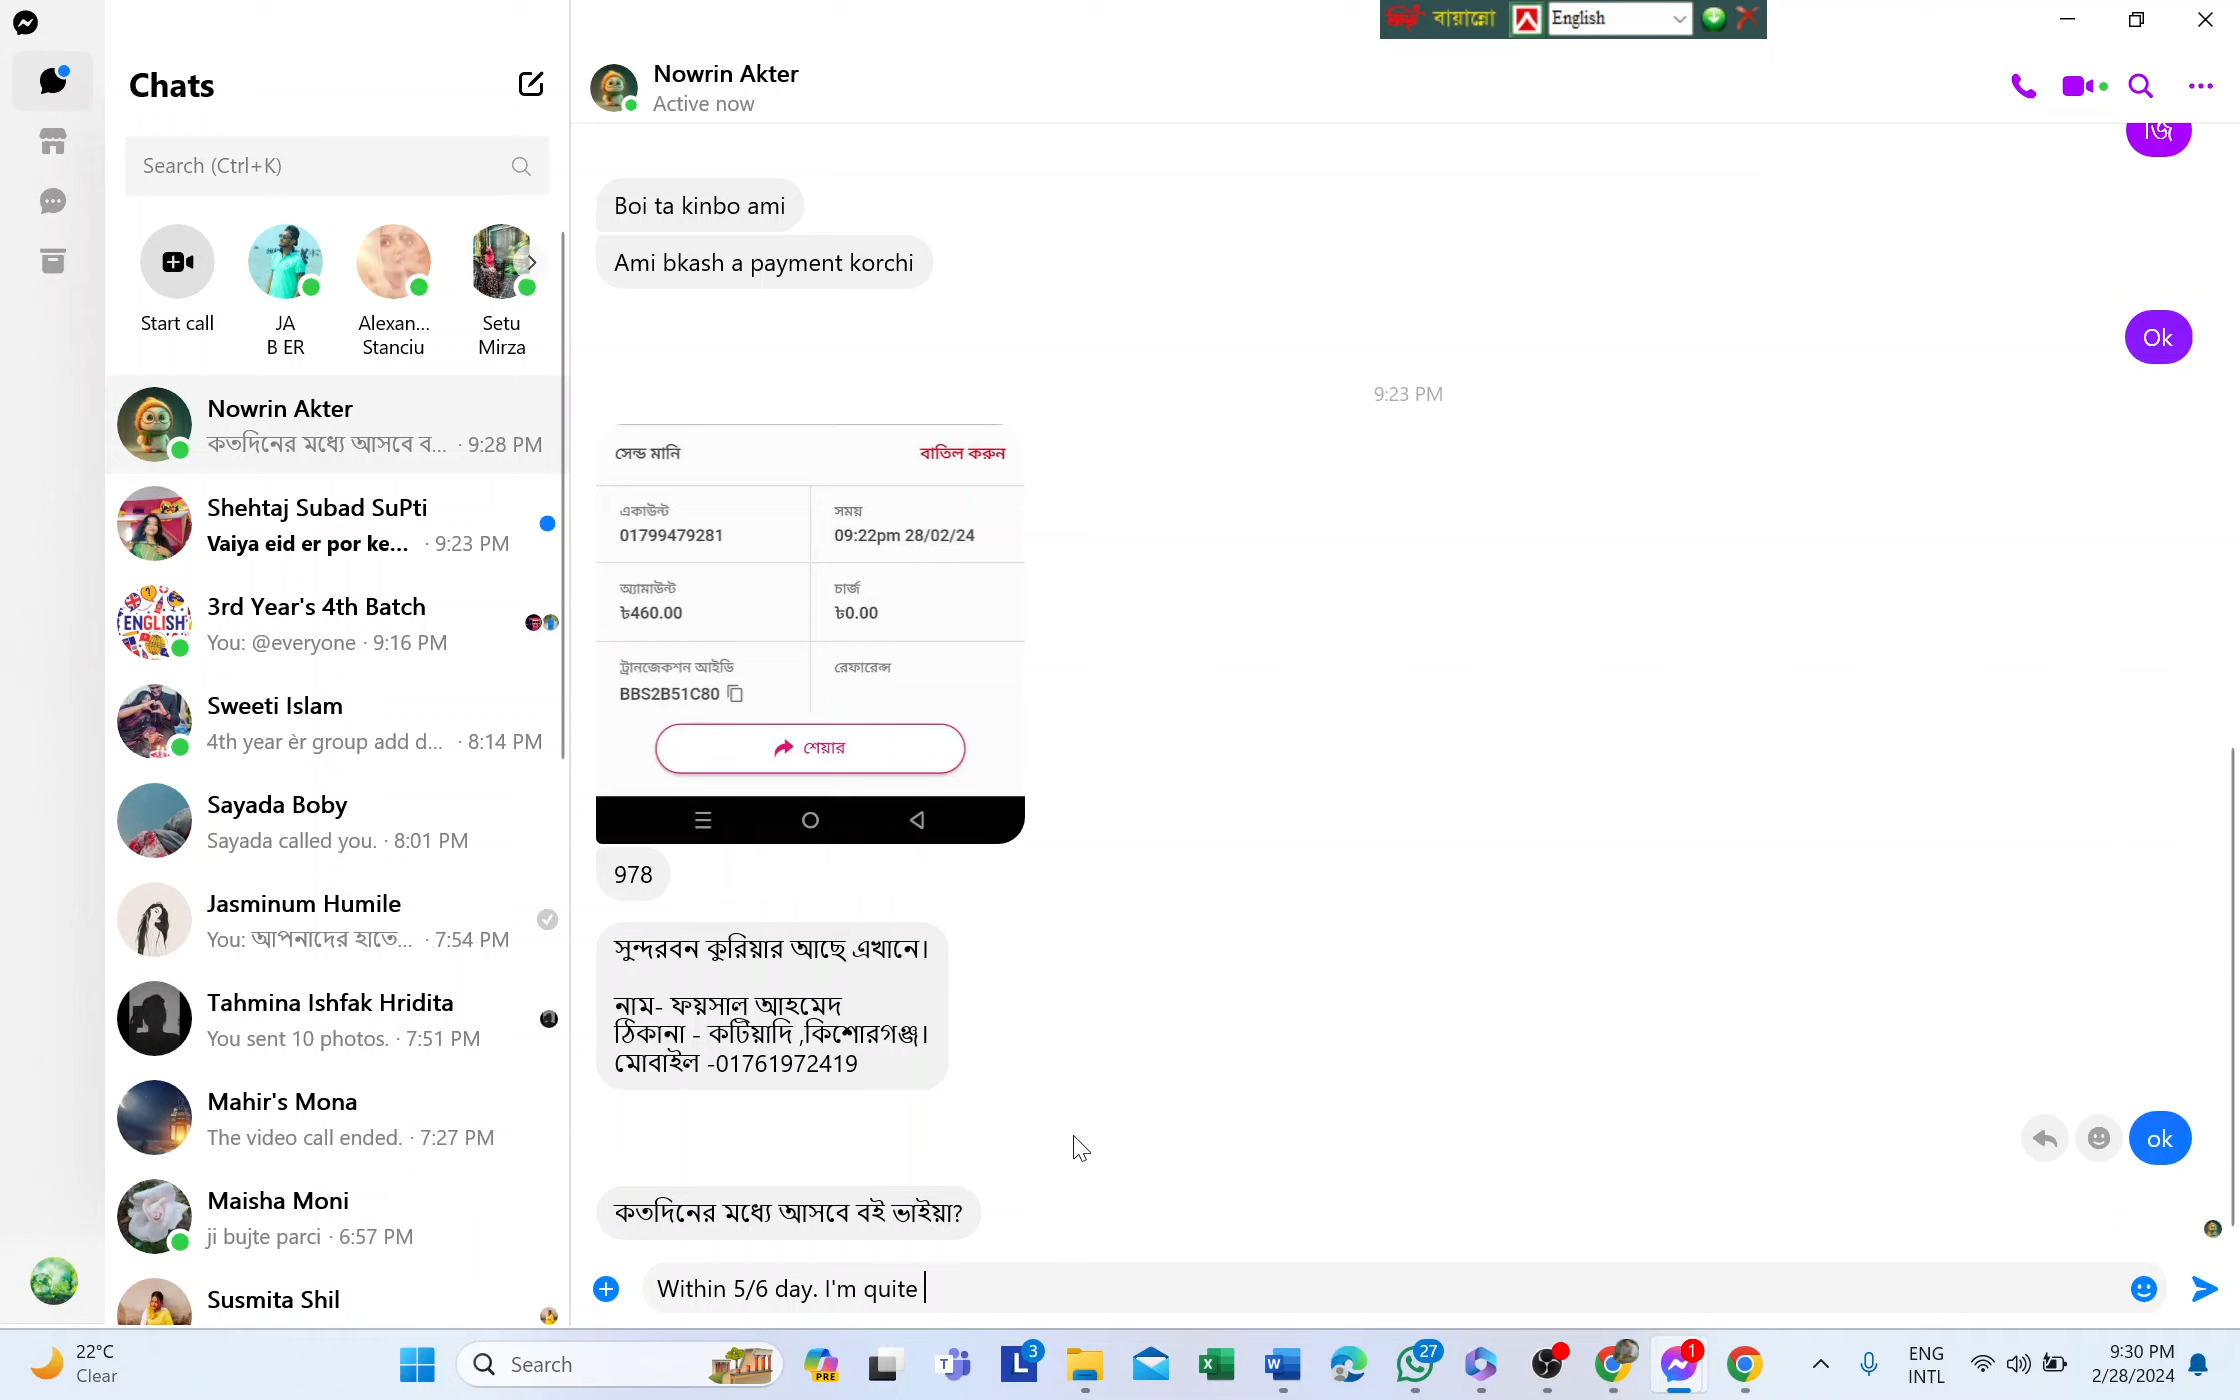 বায়ান্নো
English
Chats
Search (Ctrl+K)
Start call
JA
B ER
Alexan...
Stanciu
Setu
Mirza
Nowrin Akter
কতদিনের মধ্যে আসবে ব... · 9:28 PM
Shehtaj Subad SuPti
Vaiya eid er por ke... · 9:23 PM
3rd Year's 4th Batch
You: @everyone · 9:16 PM
ENGLISH
Sweeti Islam
4th year èr group add d... · 8:14 PM
Sayada Boby
Sayada called you. · 8:01 PM
Jasminum Humile
You: আপনাদের হাতে... · 7:54 PM
Tahmina Ishfak Hridita
You sent 10 photos. · 7:51 PM
Mahir's Mona
The video call ended. · 7:27 PM
Maisha Moni
ji bujte parci · 6:57 PM
Susmita Shil
Nowrin Akter
Active now
জি
Boi ta kinbo ami
Ami bkash a payment korchi
Ok
9:23 PM
সেন্ড মানি বাতিল করুন
একাউন্ট সময়
01799479281 09:22pm 28/02/24
অ্যামাউন্ট চার্জ
৳460.00 ৳0.00
ট্রানজেকশন আইডি রেফারেন্স
BBS2B51C80
শেয়ার
978
সুন্দরবন কুরিয়ার আছে এখানে।
নাম- ফয়সাল আহমেদ
ঠিকানা - কটিয়াদি ,কিশোরগঞ্জ।
মোবাইল -01761972419
ok
কতদিনের মধ্যে আসবে বই ভাইয়া?
Within 5/6 day. I'm quite
22°C
Clear
Search
PRE
T
L
3
27
1
ENG
INTL
9:30 PM
2/28/2024